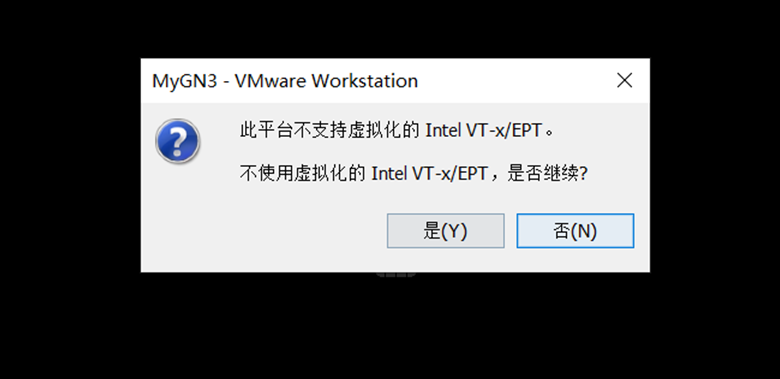 MyGN3 - VMware Workstation
此平台不支持虚拟化的 Intel VT-x/EPT。
不使用虚拟化的 Intel VT-x/EPT，是否继续?
是(Y) 否(N)